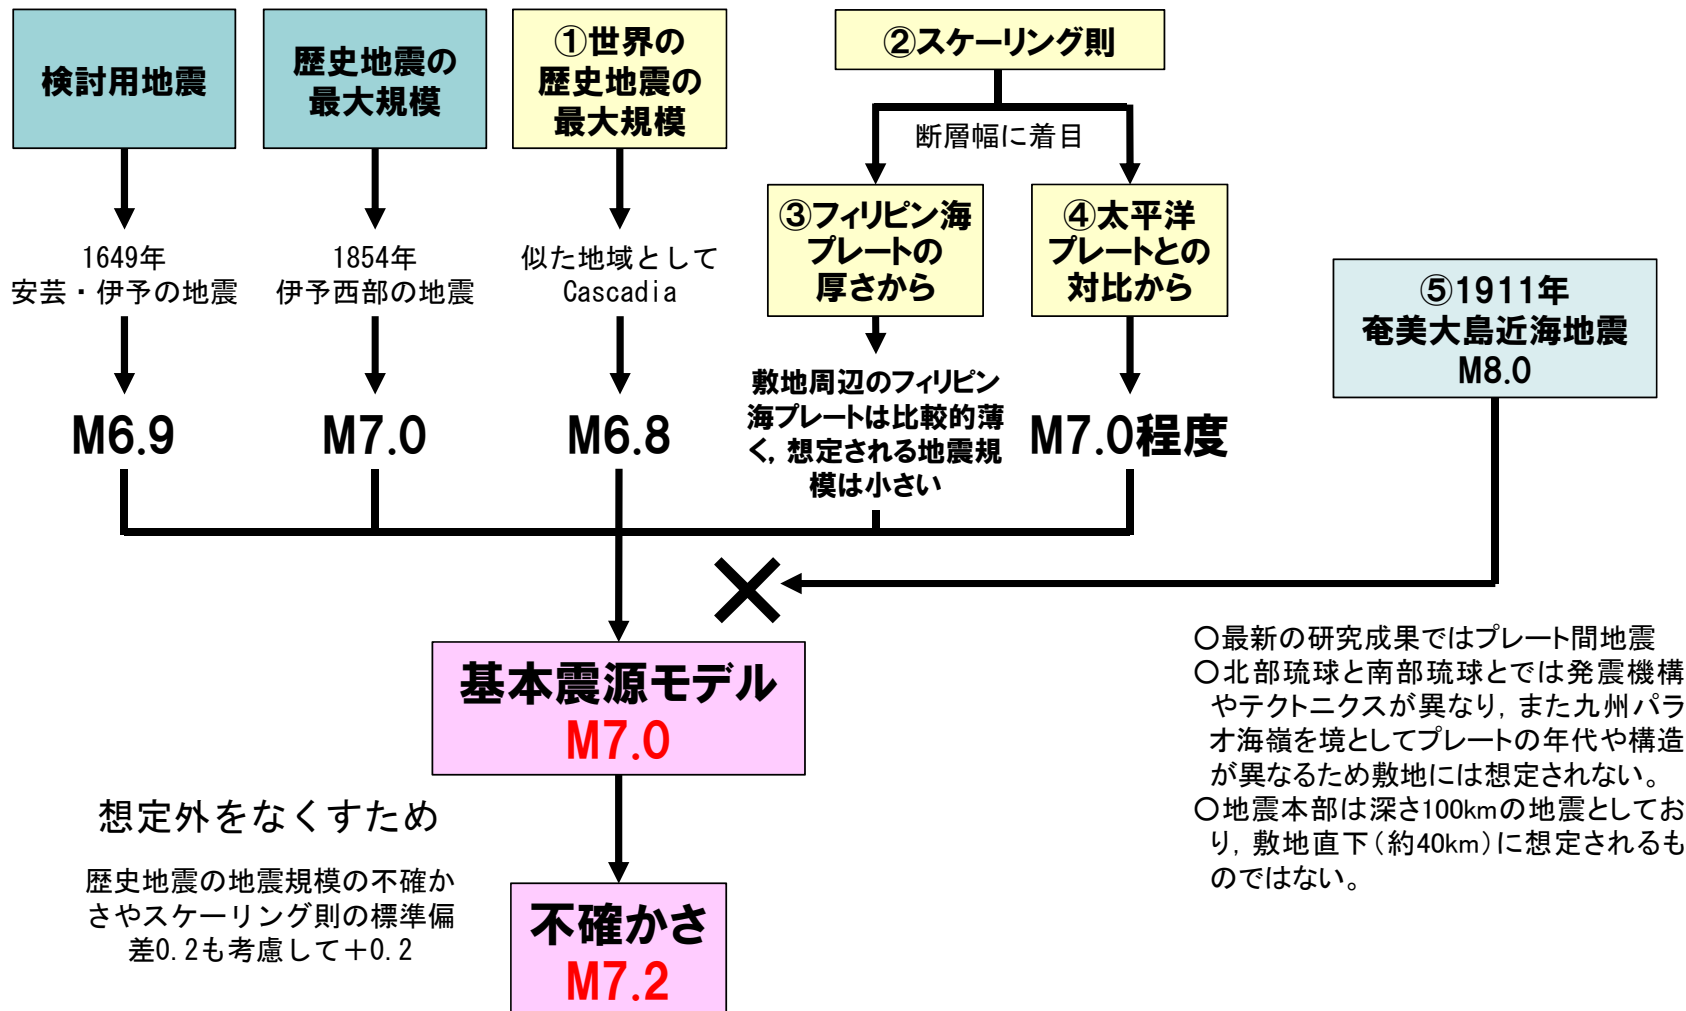 検討用地震
歴史地震の
最大規模
①世界の
歴史地震の
最大規模
②スケーリング則
断層幅に着目
③フィリピン海
プレートの
厚さから
④太平洋
プレートとの
対比から
⑤1911年
奄美大島近海地震
M8.0
1649年
安芸・伊予の地震
1854年
伊予西部の地震
似た地域として
Cascadia
敷地周辺のフィリピン
海プレートは比較的薄
く，想定される地震規
模は小さい
M6.9
M7.0
M6.8
M7.0程度
基本震源モデル
M7.0
○最新の研究成果ではプレート間地震
○北部琉球と南部琉球とでは発震機構
やテクトニクスが異なり，また九州パラ
オ海嶺を境としてプレートの年代や構造
が異なるため敷地には想定されない。
○地震本部は深さ100kmの地震としてお
り，敷地直下（約40km）に想定されるも
のではない。
想定外をなくすため
歴史地震の地震規模の不確か
さやスケーリング則の標準偏
差0.2も考慮して＋0.2
不確かさ
M7.2